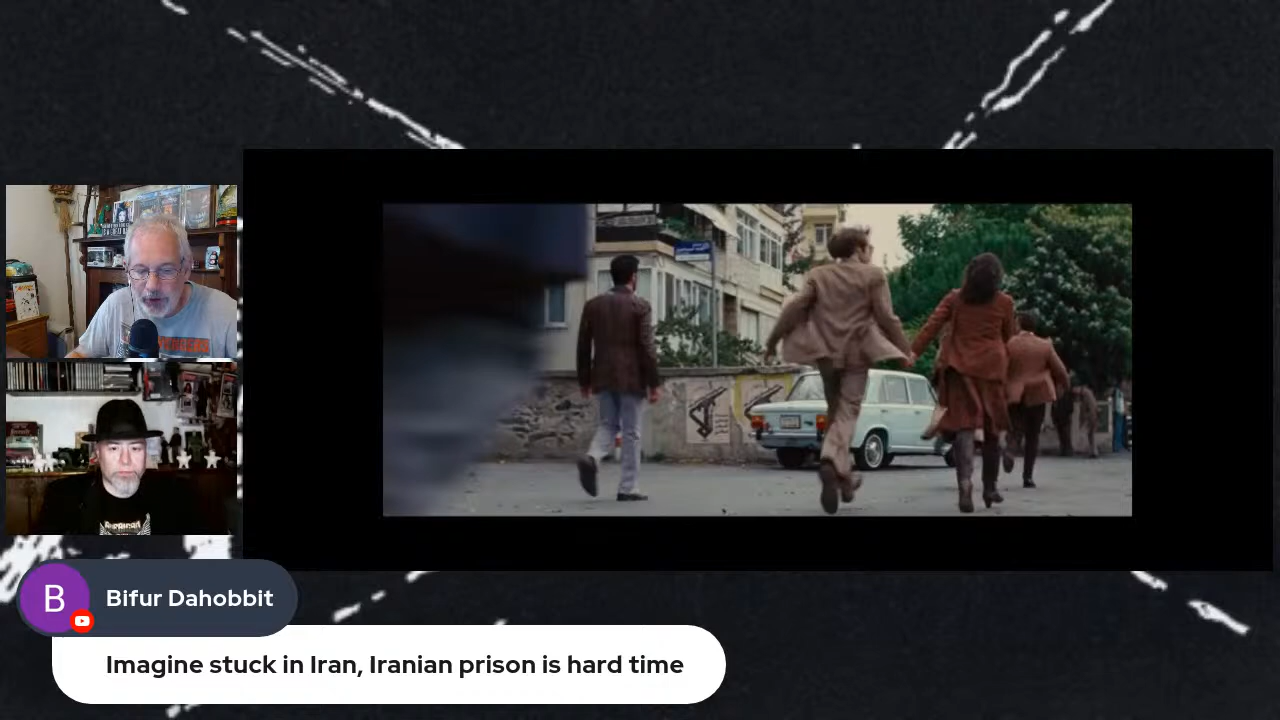 B
Bifur Dahobbit
Imagine stuck in Iran, Iranian prison is hard time